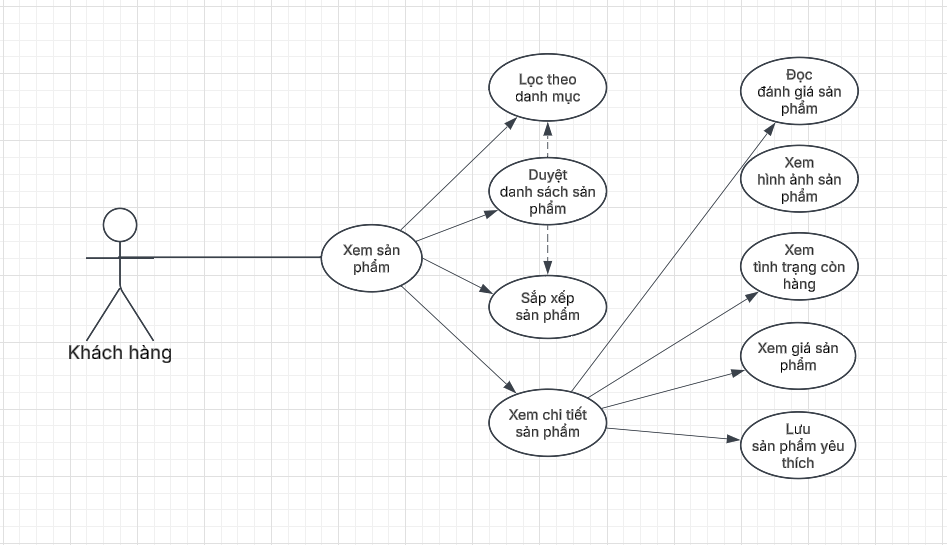 Khách hàng
Xem sản
phẩm
Lọc theo
danh mục
Duyệt
danh sách sản
phẩm
Sắp xếp
sản phẩm
Xem chi tiết
sản phẩm
Đọc
đánh giá sản
phẩm
Xem
hình ảnh sản
phẩm
Xem
tình trạng còn
hàng
Xem giá sản
phẩm
Lưu
sản phẩm yêu
thích